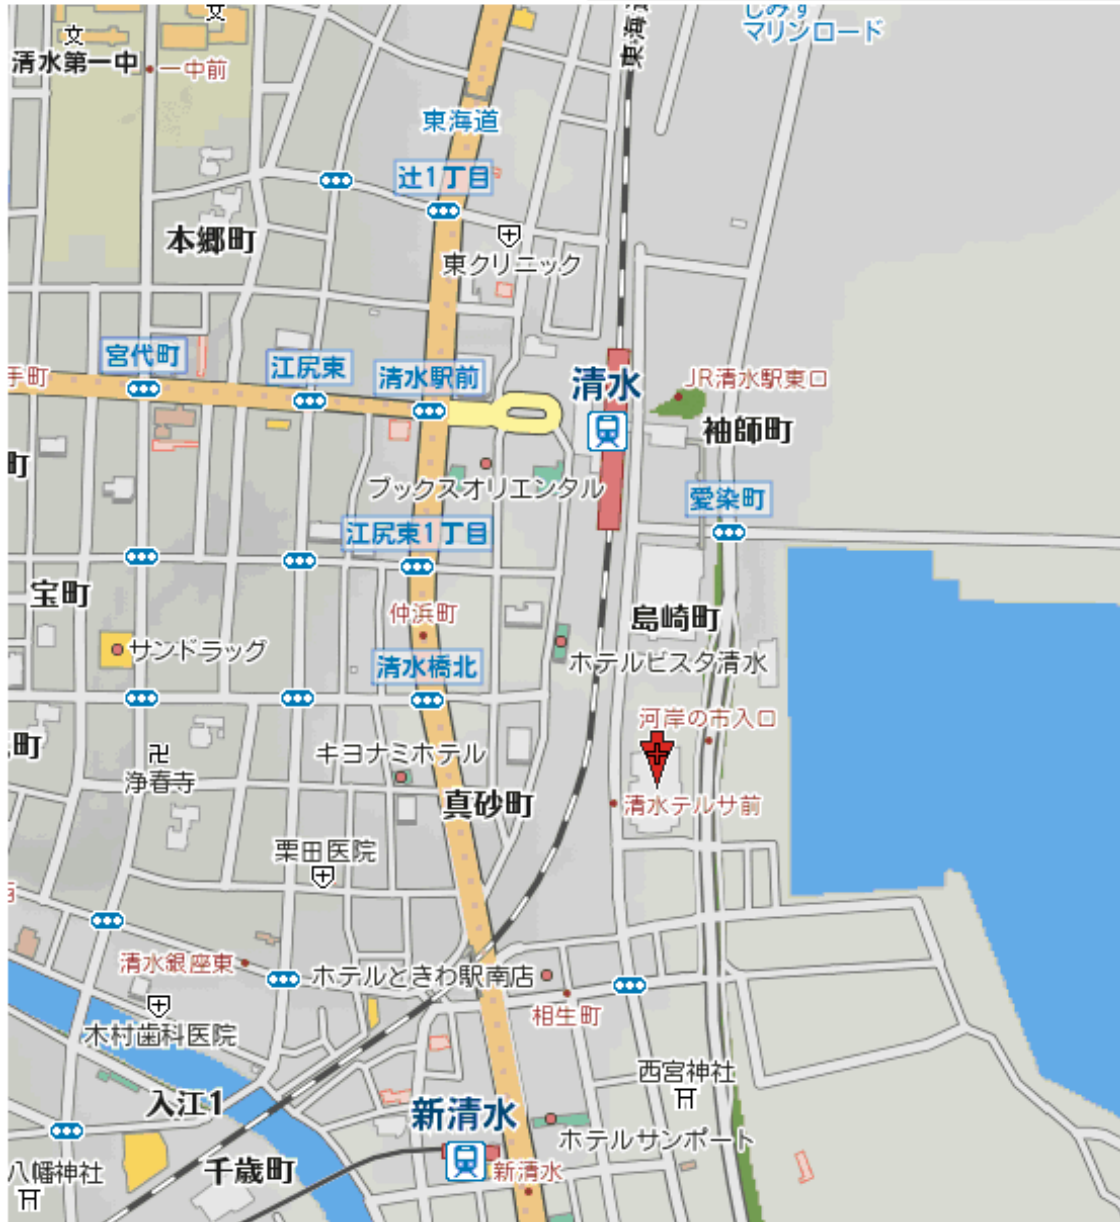 しみず
マリンロード
東海道
清水第一中
一中前
東海道
辻1丁目
本郷町
東クリニック
宮代町
江尻東
清水駅前
手町
清水
JR清水駅東口
袖師町
町
ブックスオリエンタル
愛染町
江尻東1丁目
宝町
仲浜町
島崎町
サンドラッグ
ホテルビスタ清水
清水橋北
河岸の市入口
町
キヨナミホテル
浄春寺
真砂町
清水テルサ前
栗田医院
清水銀座東
ホテルときわ駅南店
相生町
木村歯科医院
西宮神社
入江1
新清水
ホテルサンポート
八幡神社
千歳町
新清水